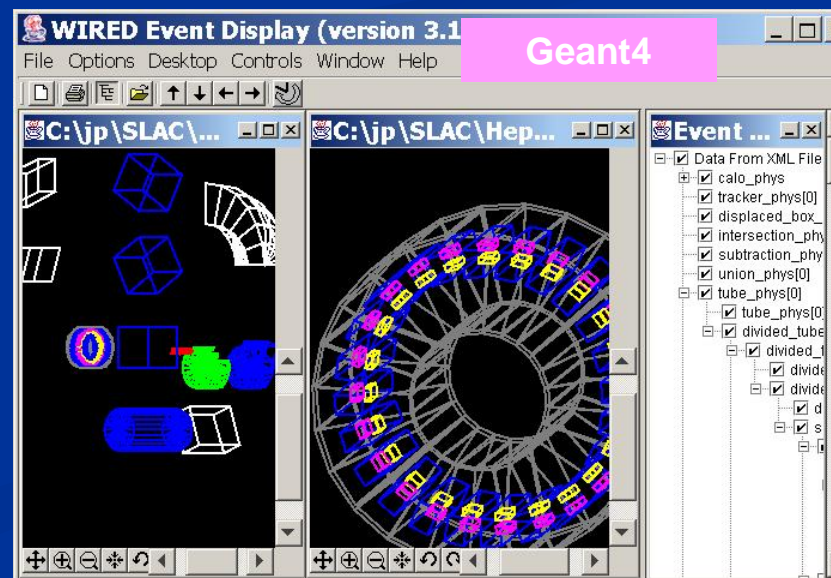 WIRED Event Display (version 3.1
Geant4
File Options Desktop Controls Window Help
C:\jp\SLAC\...
C:\jp\SLAC\Hep...
Event ...
Data From XML File
calo_phys
tracker_phys[0]
displaced_box_
intersection_phy
subtraction_phy
union_phys[0]
tube_phys[0]
tube_phys[0
divided_tube
divided_t
divide
divide
d
s